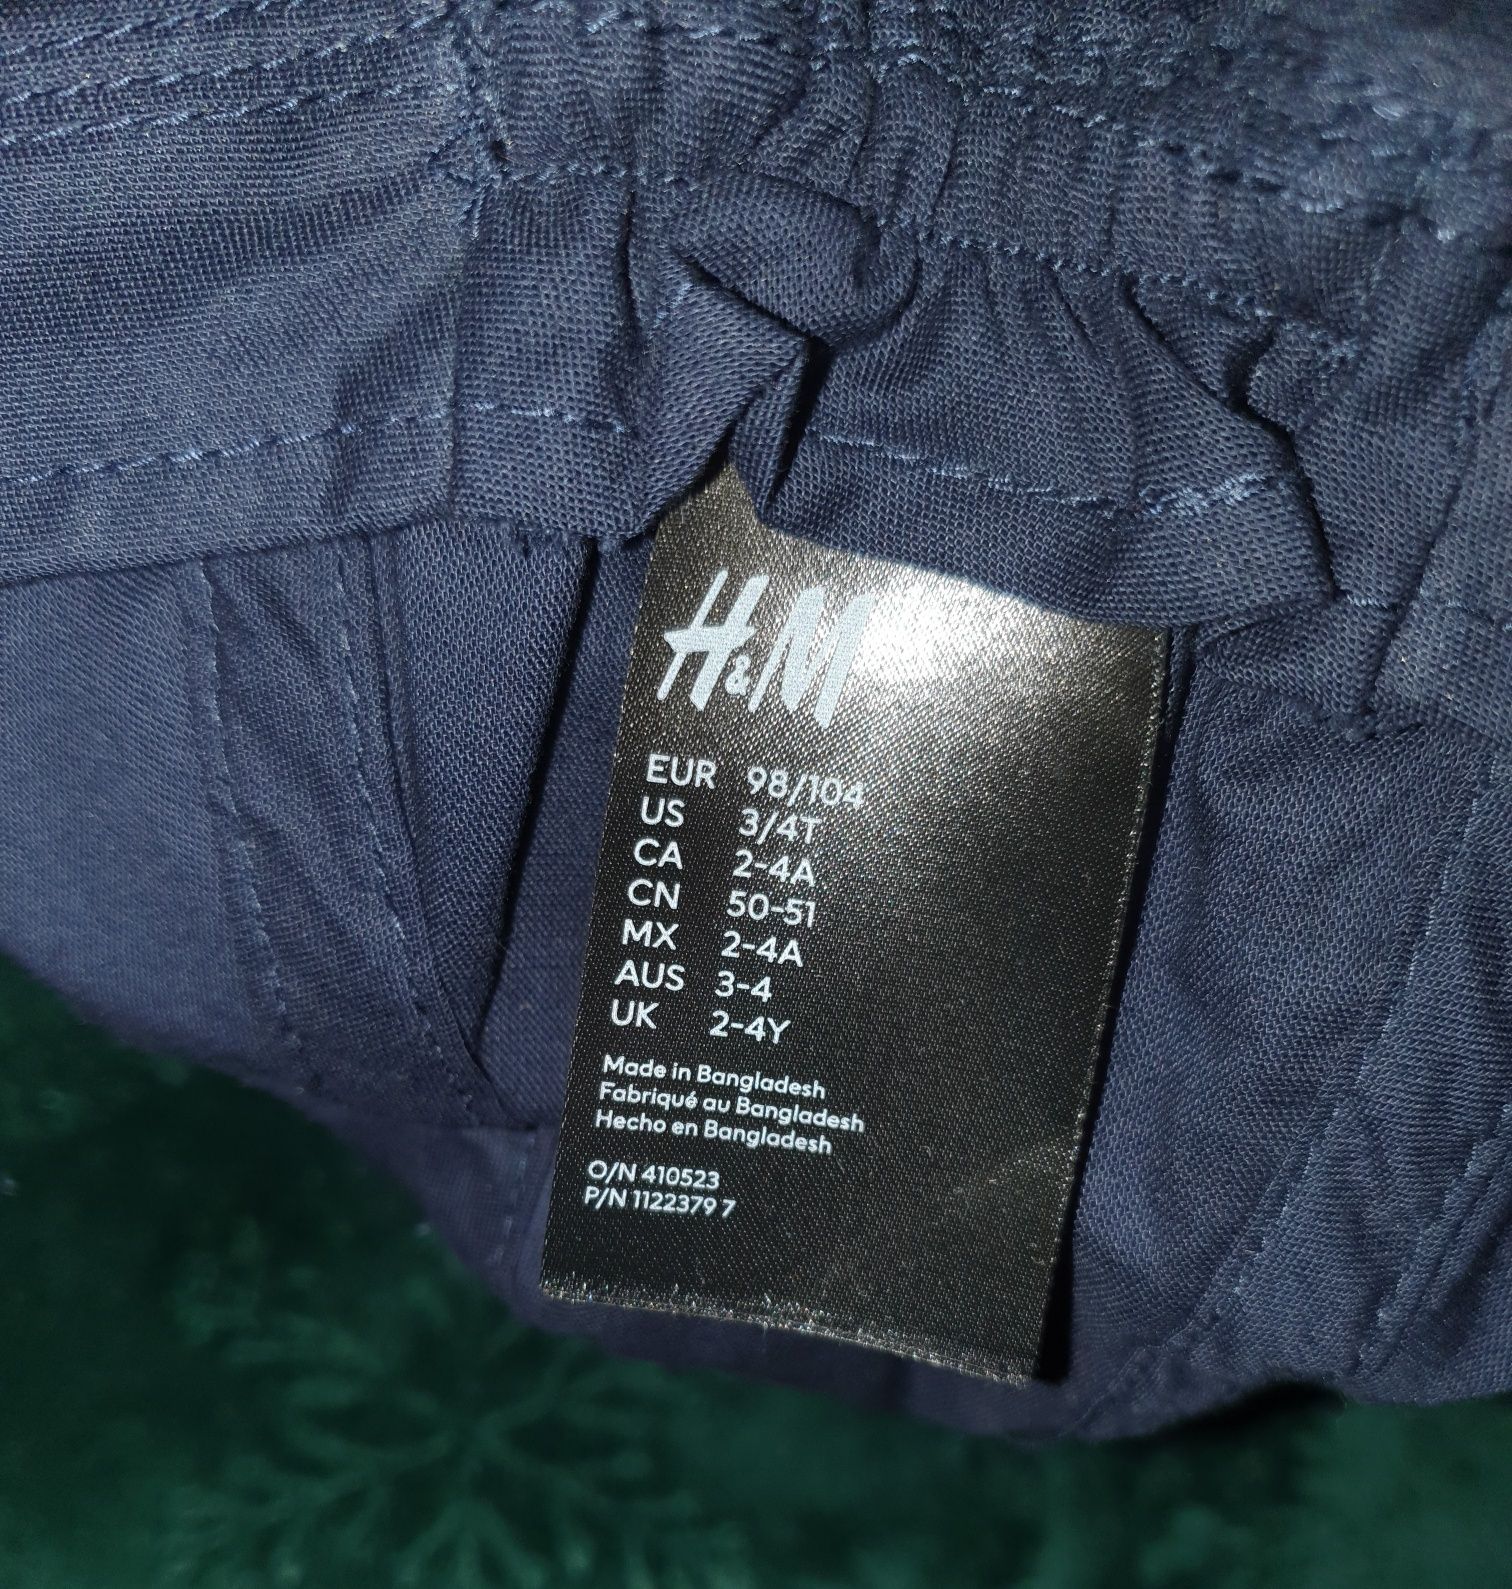 H&M
EUR 98/104
US 3/4T
CA 2-4A
CN 50-51
MX 2-4A
AUS 3-4
UK 2-4Y
Made in Bangladesh
Fabriqué au Bangladesh
Hecho en Bangladesh
O/N 410523
P/N 1122379 7